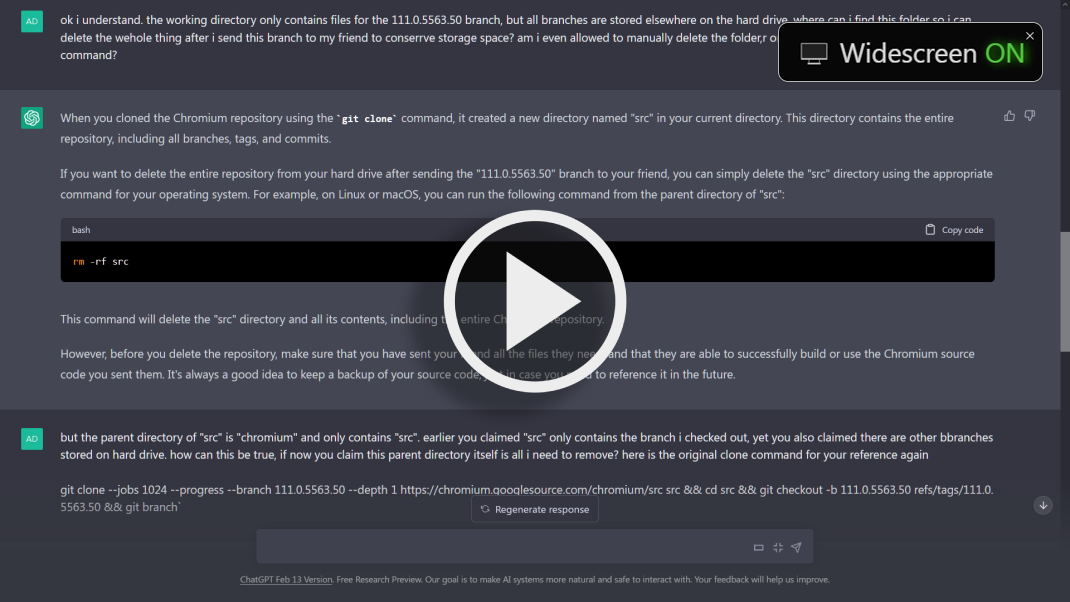 AD
ok i understand. the working directory only contains files for the 111.0.5563.50 branch, but all branches are stored elsewhere on the hard drive. where can i find this folder so i can
delete the wehole thing after i send this branch to my friend to conserrve storage space? am i even allowed to manually delete the folder,r o
command?
Widescreen ON
When you cloned the Chromium repository using the `git clone` command, it created a new directory named "src" in your current directory. This directory contains the entire
repository, including all branches, tags, and commits.
If you want to delete the entire repository from your hard drive after sending the "111.0.5563.50" branch to your friend, you can simply delete the "src" directory using the appropriate
command for your operating system. For example, on Linux or macOS, you can run the following command from the parent directory of "src":
bash
Copy code
rm -rf src
This command will delete the "src" directory and all its contents, including the entire repository.
However, before you delete the repository, make sure that you have sent your all the files they need and that they are able to successfully build or use the Chromium source
code you sent them. It's always a good idea to keep a backup of your source code, in case you to reference it in the future.
AD
but the parent directory of "src" is "chromium" and only contains "src". earlier you claimed "src" only contains the branch i checked out, yet you also claimed there are other bbranches
stored on hard drive. how can this be true, if now you claim this parent directory itself is all i need to remove? here is the original clone command for your reference again
git clone --jobs 1024 --progress --branch 111.0.5563.50 --depth 1 https://chromium.googlesource.com/chromium/src src && cd src && git checkout -b 111.0.5563.50 refs/tags/111.0.
5563.50 && git branch`
Regenerate response
ChatGPT Feb 13 Version. Free Research Preview. Our goal is to make AI systems more natural and safe to interact with. Your feedback will help us improve.